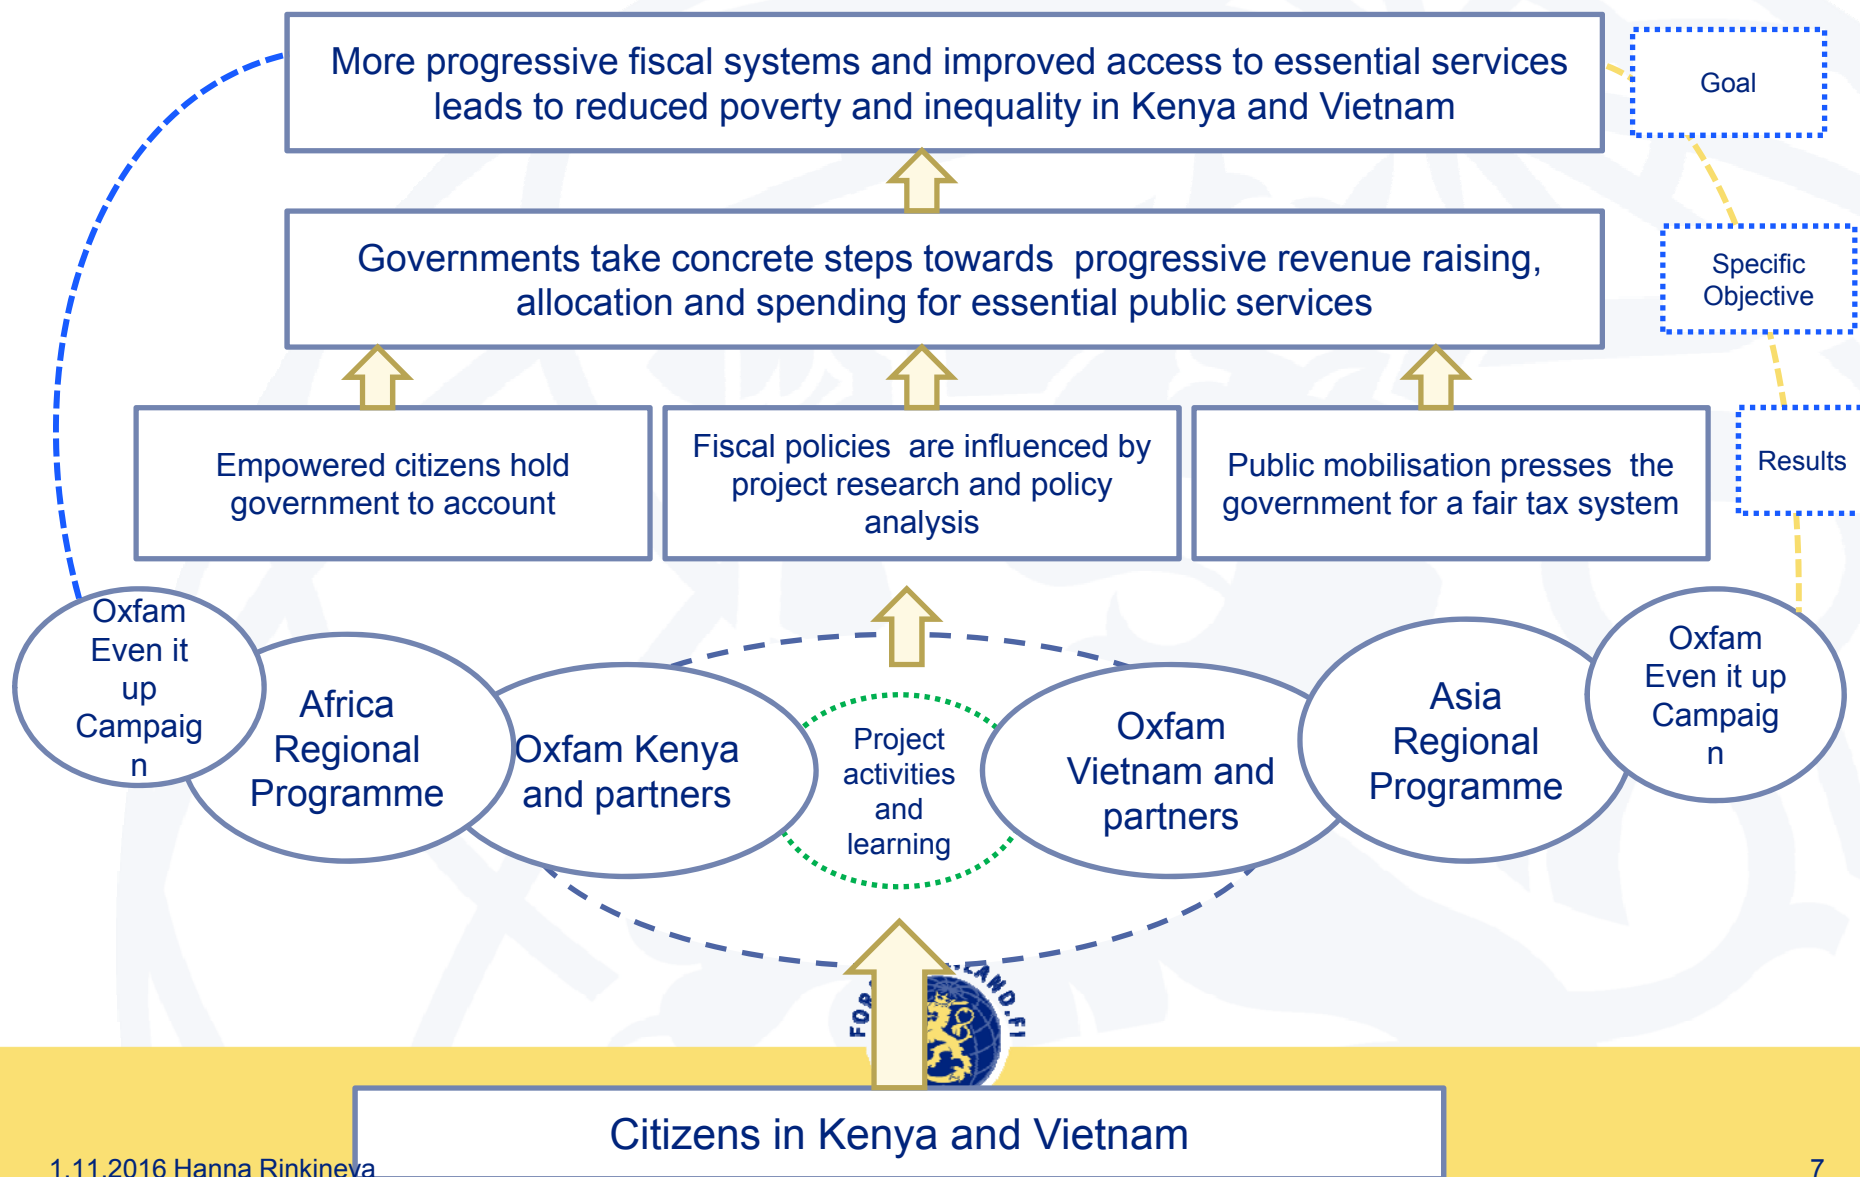 More progressive fiscal systems and improved access to essential services
leads to reduced poverty and inequality in Kenya and Vietnam
Goal
Governments take concrete steps towards  progressive revenue raising,
allocation and spending for essential public services
Specific
Objective
Empowered citizens hold
government to account
Fiscal policies  are influenced by
project research and policy
analysis
Public mobilisation presses  the
government for a fair tax system
Results
Oxfam
Even it
up
Campaig
n
Africa
Regional
Programme
Oxfam Kenya
and partners
Project
activities
and
learning
Oxfam
Vietnam and
partners
Asia
Regional
Programme
Oxfam
Even it up
Campaig
n
Citizens in Kenya and Vietnam
1.11.2016 Hanna Rinkineva
7